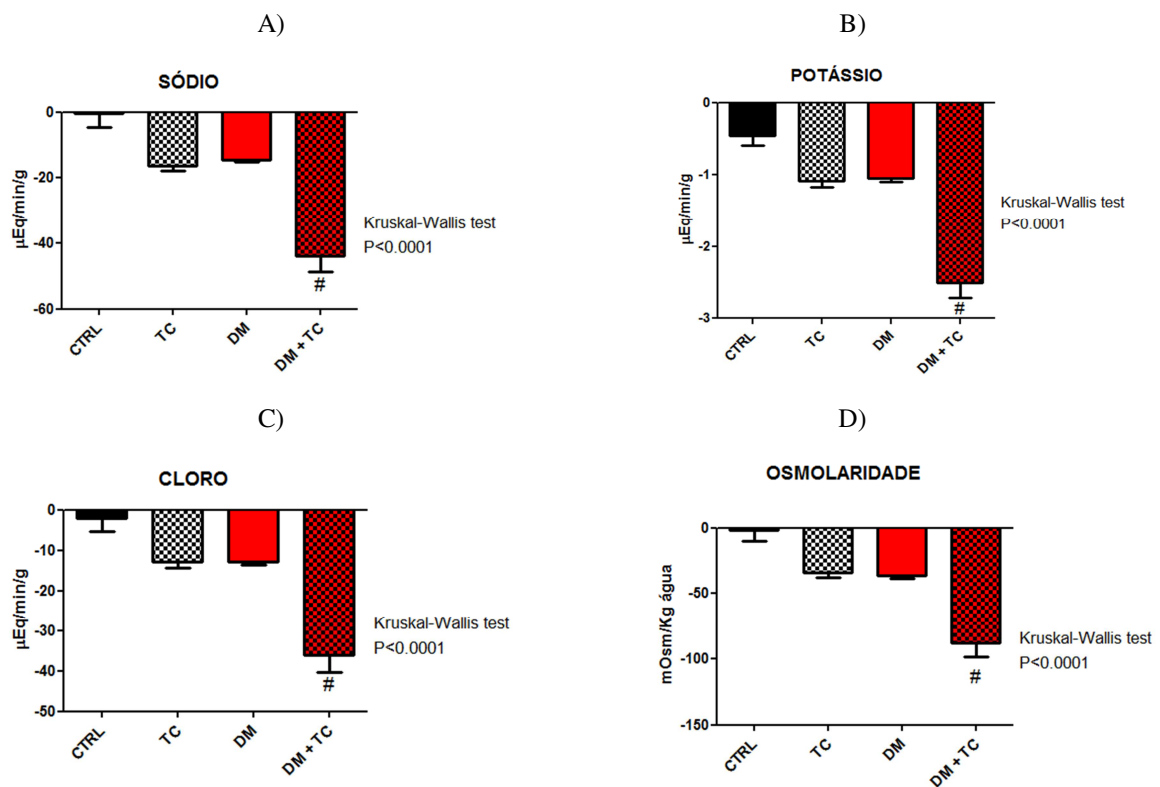 A)
SÓDIO
0
-20
-40
-60
µEq/min/g
CTRL
TC
DM
DM + TC
#
Kruskal-Wallis test
P<0.0001
B)
POTÁSSIO
0
-1
-2
-3
µEq/min/g
CTRL
TC
DM
DM + TC
#
Kruskal-Wallis test
P<0.0001
C)
CLORO
0
-10
-20
-30
-40
-50
µEq/min/g
CTRL
TC
DM
DM + TC
#
Kruskal-Wallis test
P<0.0001
D)
OSMOLARIDADE
0
-50
-100
-150
mOsm/Kg água
CTRL
TC
DM
DM + TC
#
Kruskal-Wallis test
P<0.0001